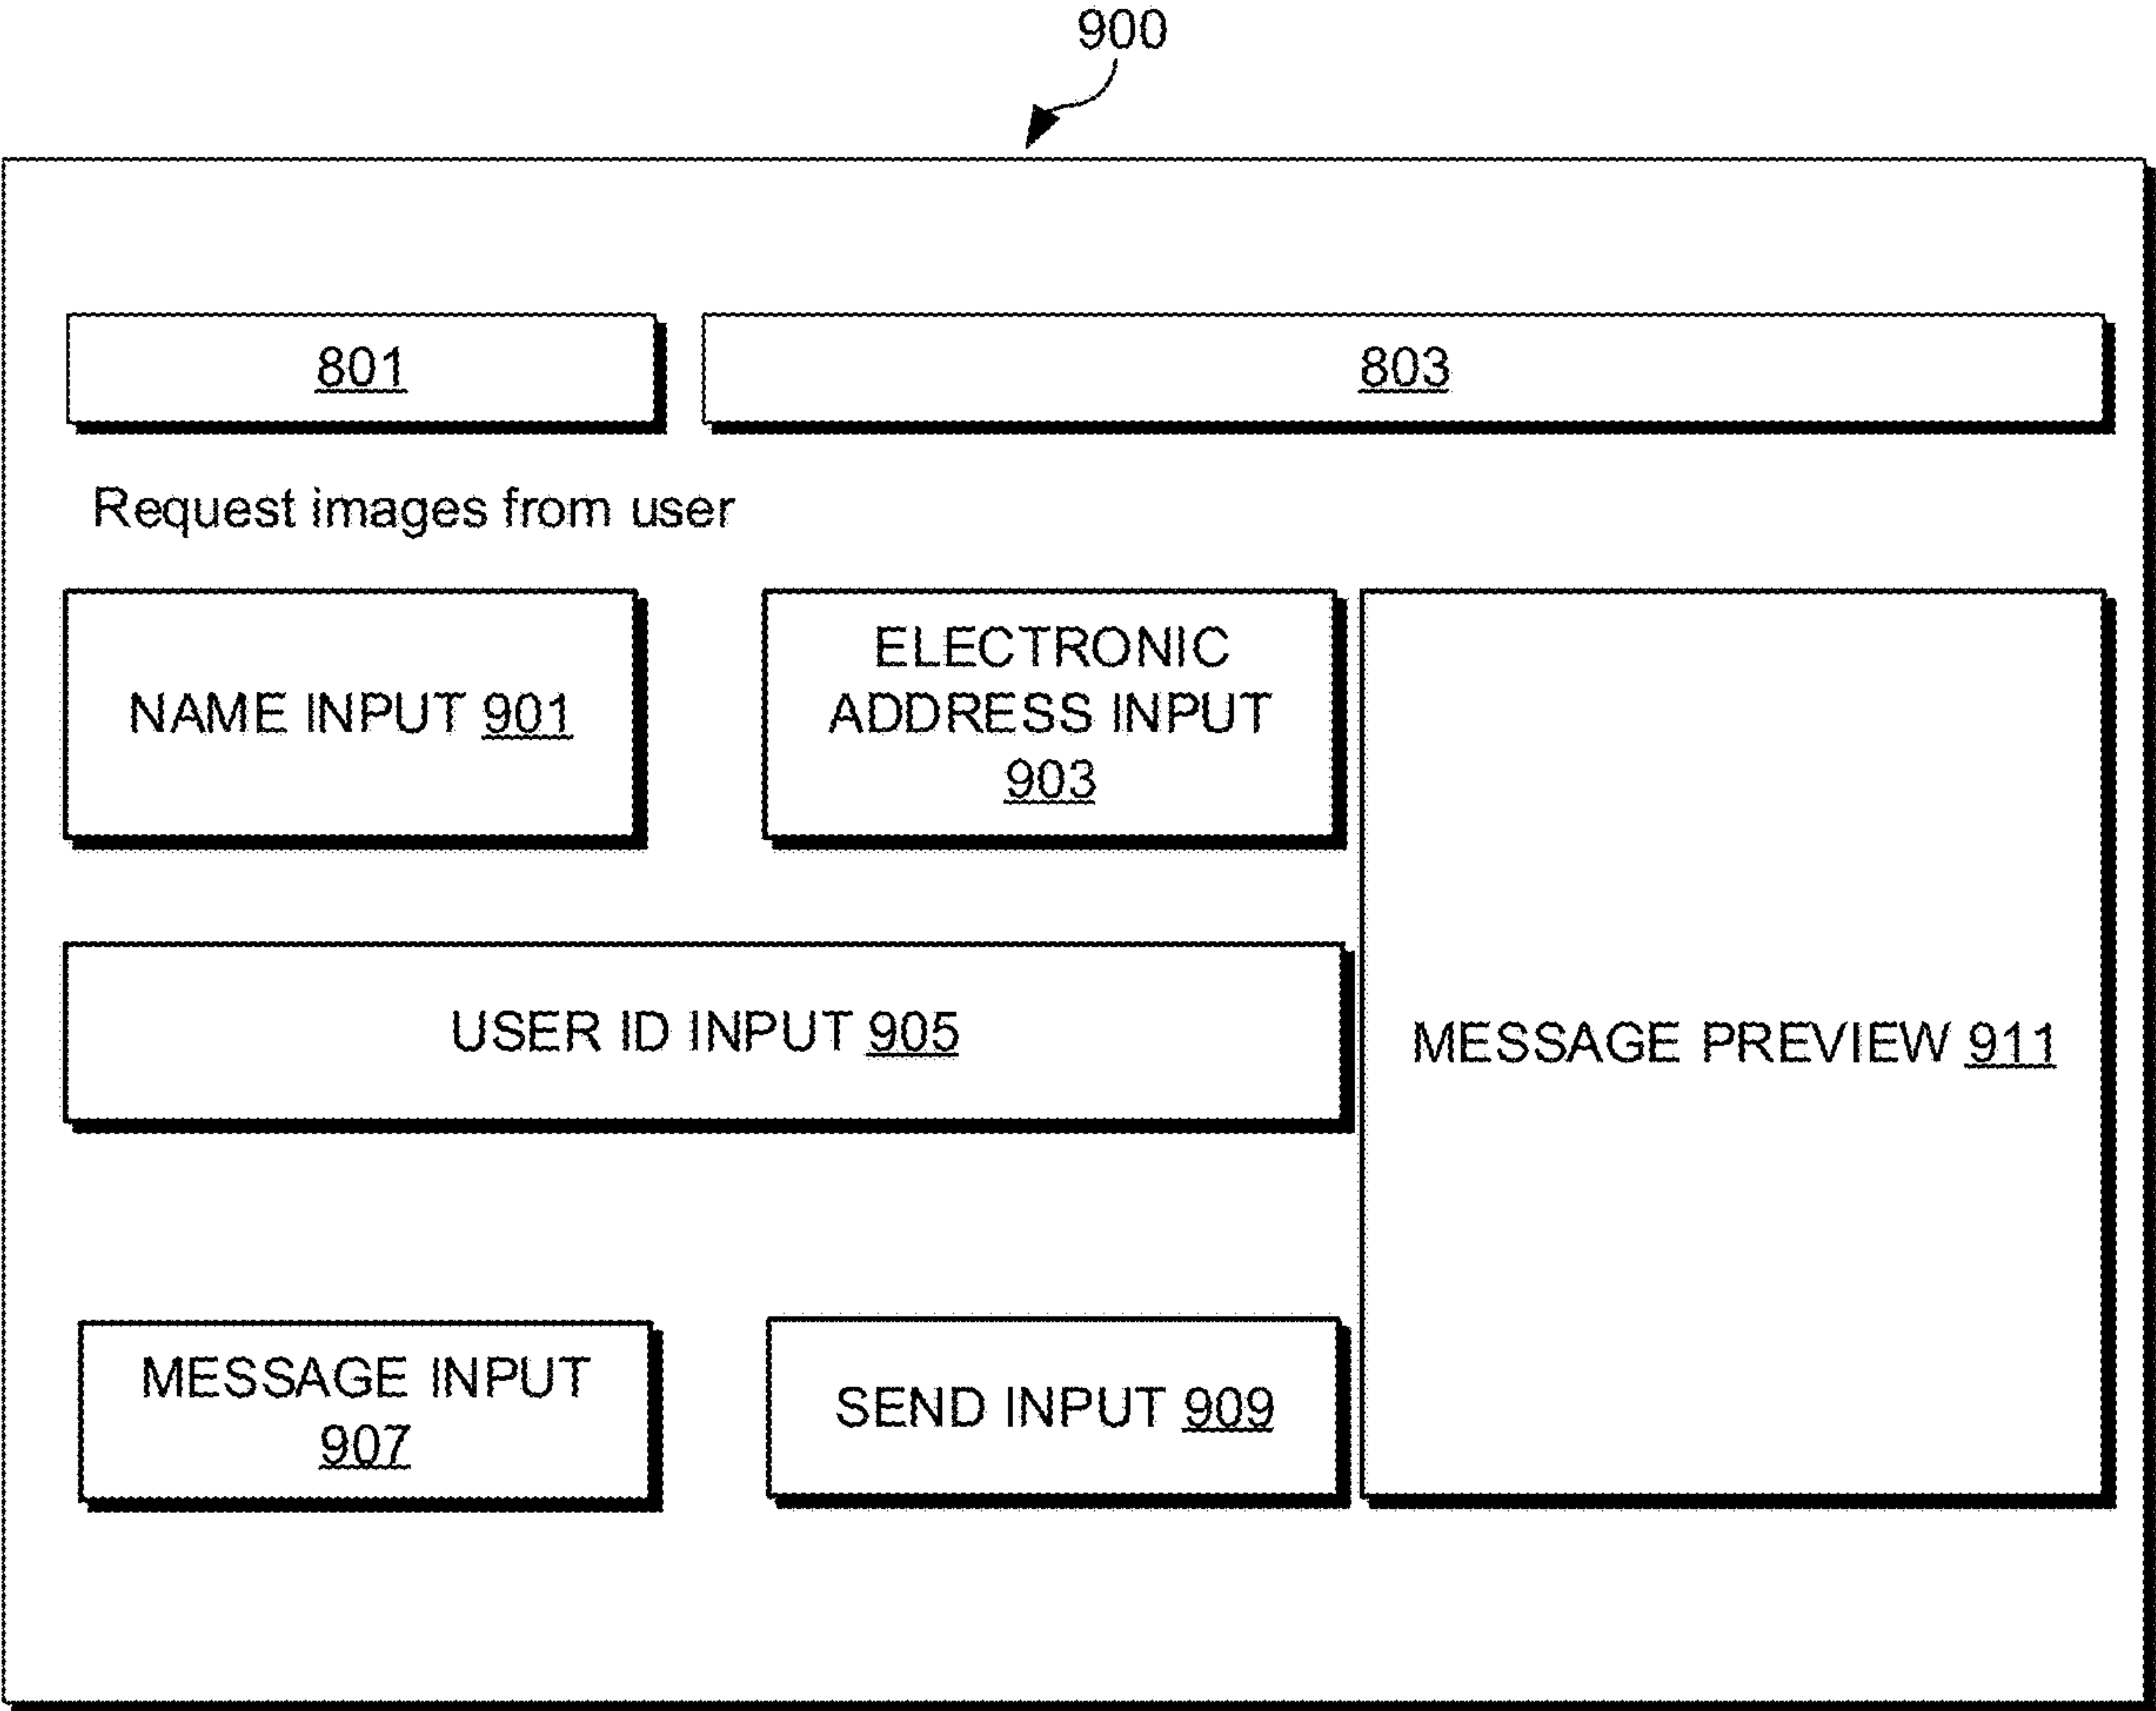 900
801
803
Request images from user
NAME INPUT 901
ELECTRONIC
ADDRESS INPUT
903
USER ID INPUT 905
MESSAGE PREVIEW 911
MESSAGE INPUT
907
SEND INPUT 909